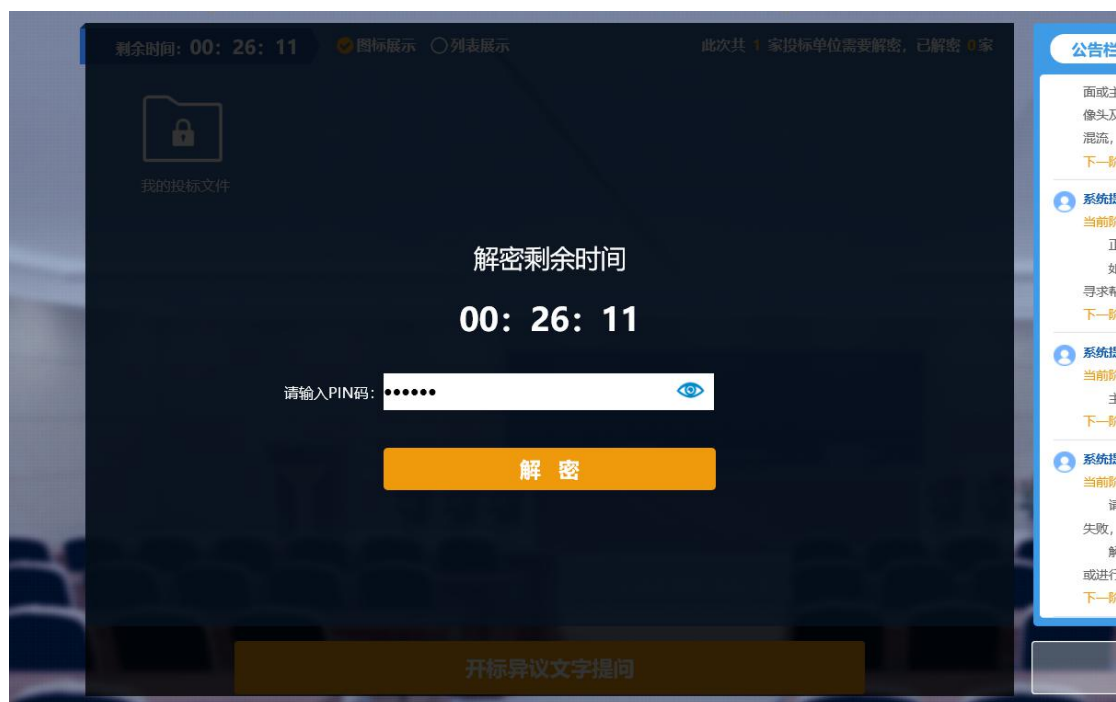 剩余时间：00：26：11 图标展示 列表展示 此次共 1 家投标单位需要解密，已解密 0家
我的投标文件
解密剩余时间
00：26：11
请输入PIN码：••••••
解 密
开标异议文字提问
公告栏
面或主
像头及
混流，
下一阶
系统提
当前阶
正
如
寻求帮
下一阶
系统提
当前阶
主
下一阶
系统提
当前阶
请
失败，
解
或进行
下一阶